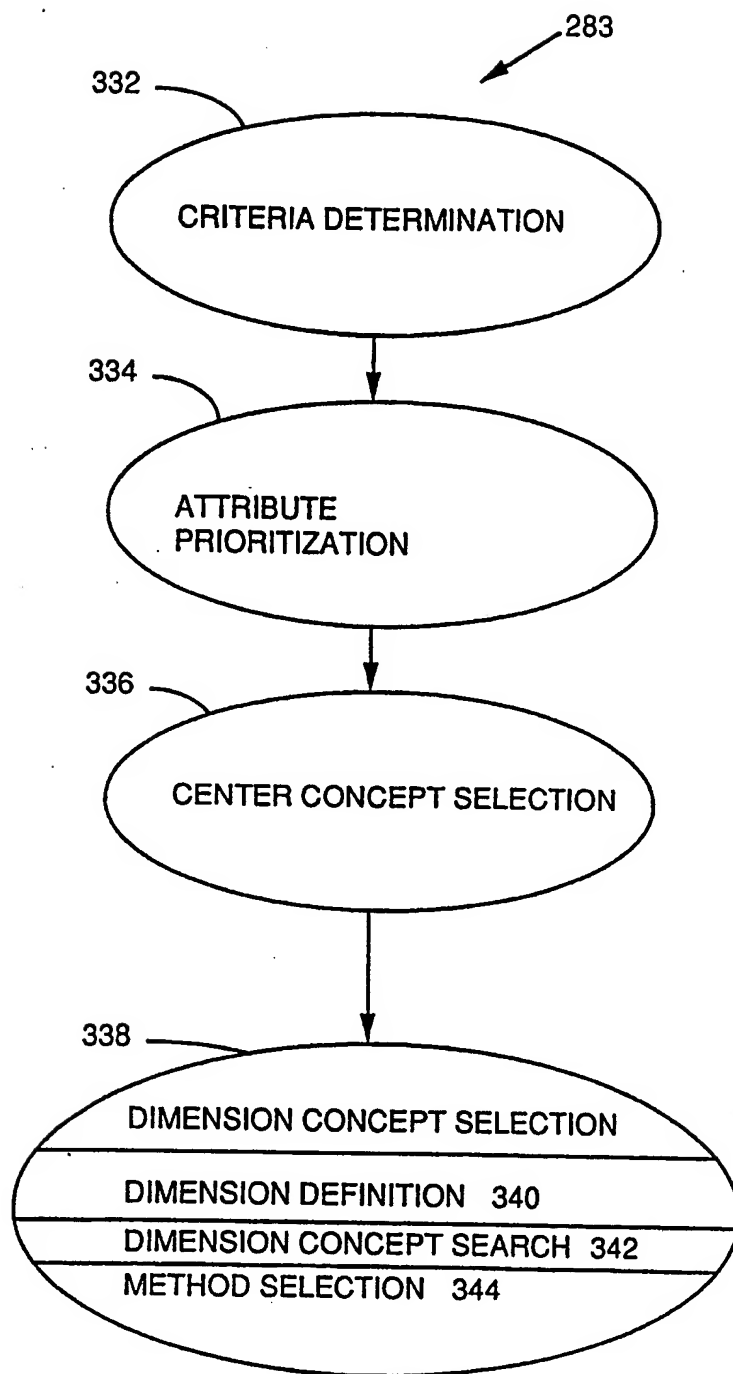 283
332
CRITERIA DETERMINATION
334
ATTRIBUTE
PRIORITIZATION
336
CENTER CONCEPT SELECTION
338
DIMENSION CONCEPT SELECTION
DIMENSION DEFINITION 340
DIMENSION CONCEPT SEARCH 342
METHOD SELECTION 344